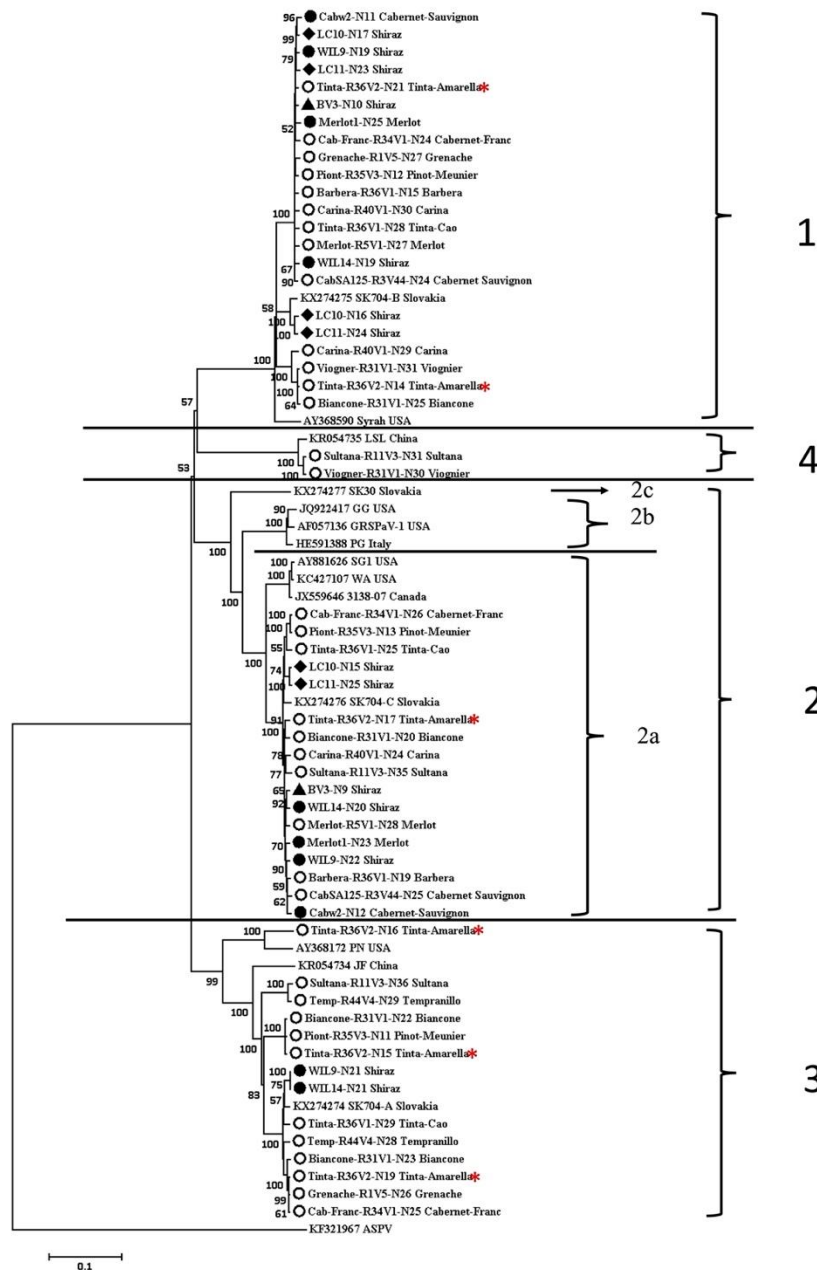 96 Cabw2-N11 Cabernet-Sauvignon
99 LC10-N17 Shiraz
79 WIL9-N19 Shiraz
LC11-N23 Shiraz
Tinta-R36V2-N21 Tinta-Amarella*
BV3-N10 Shiraz
52 Merlot1-N25 Merlot
Cab-Franc-R34V1-N24 Cabernet-Franc
Grenache-R1V5-N27 Grenache
Piont-R35V3-N12 Pinot-Meunier
Barbera-R36V1-N15 Barbera
100 Carina-R40V1-N30 Carina
Tinta-R36V1-N28 Tinta-Cao
1
Merlot-R5V1-N27 Merlot
67 WIL14-N19 Shiraz
90 CabSA125-R3V44-N24 Cabernet Sauvignon
KX274275 SK704-B Slovakia
58 100 LC10-N16 Shiraz
100 LC11-N24 Shiraz
100 Carina-R40V1-N29 Carina
Viogner-R31V1-N31 Viognier
100 Tinta-R36V2-N14 Tinta-Amarella*
57 64 Biancone-R31V1-N25 Biancone
AY368590 Syrah USA
KR054735 LSL China
100 Sultana-R11V3-N31 Sultana
4
53 100 Viogner-R31V1-N30 Viognier
KX274277 SK30 Slovakia 2c
90 JQ922417 GG USA
AF057136 GRSPaV-1 USA 2b
100 HE591388 PG Italy
100 AY881626 SG1 USA
100 KC427107 WA USA
JX559646 3138-07 Canada
100 Cab-Franc-R34V1-N26 Cabernet-Franc
100 Piont-R35V3-N13 Pinot-Meunier
100 55 Tinta-R36V1-N25 Tinta-Cao
74 LC10-N15 Shiraz
100 LC11-N25 Shiraz
KX274276 SK704-C Slovakia
2
91 Tinta-R36V2-N17 Tinta-Amarella*
100 Biancone-R31V1-N20 Biancone
2a
78 Carina-R40V1-N24 Carina
77 Sultana-R11V3-N35 Sultana
65 BV3-N9 Shiraz
92 WIL14-N20 Shiraz
Merlot-R5V1-N28 Merlot
70 Merlot1-N23 Merlot
WIL9-N22 Shiraz
90 Barbera-R36V1-N19 Barbera
59 CabSA125-R3V44-N25 Cabernet Sauvignon
62 Cabw2-N12 Cabernet-Sauvignon
100 Tinta-R36V2-N16 Tinta-Amarella*
AY368172 PN USA
99 KR054734 JF China
100 Sultana-R11V3-N36 Sultana
100 Temp-R44V4-N29 Tempranillo
Biancone-R31V1-N22 Biancone
100 100 Piont-R35V3-N11 Pinot-Meunier
Tinta-R36V2-N15 Tinta-Amarella*
100 WIL9-N21 Shiraz
3
83 75 WIL14-N21 Shiraz
57 KX274274 SK704-A Slovakia
Tinta-R36V1-N29 Tinta-Cao
100 Temp-R44V4-N28 Tempranillo
Biancone-R31V1-N23 Biancone
100 Tinta-R36V2-N19 Tinta-Amarella*
99 Grenache-R1V5-N26 Grenache
61 Cab-Franc-R34V1-N25 Cabernet-Franc
KF321967 ASPV
0.1